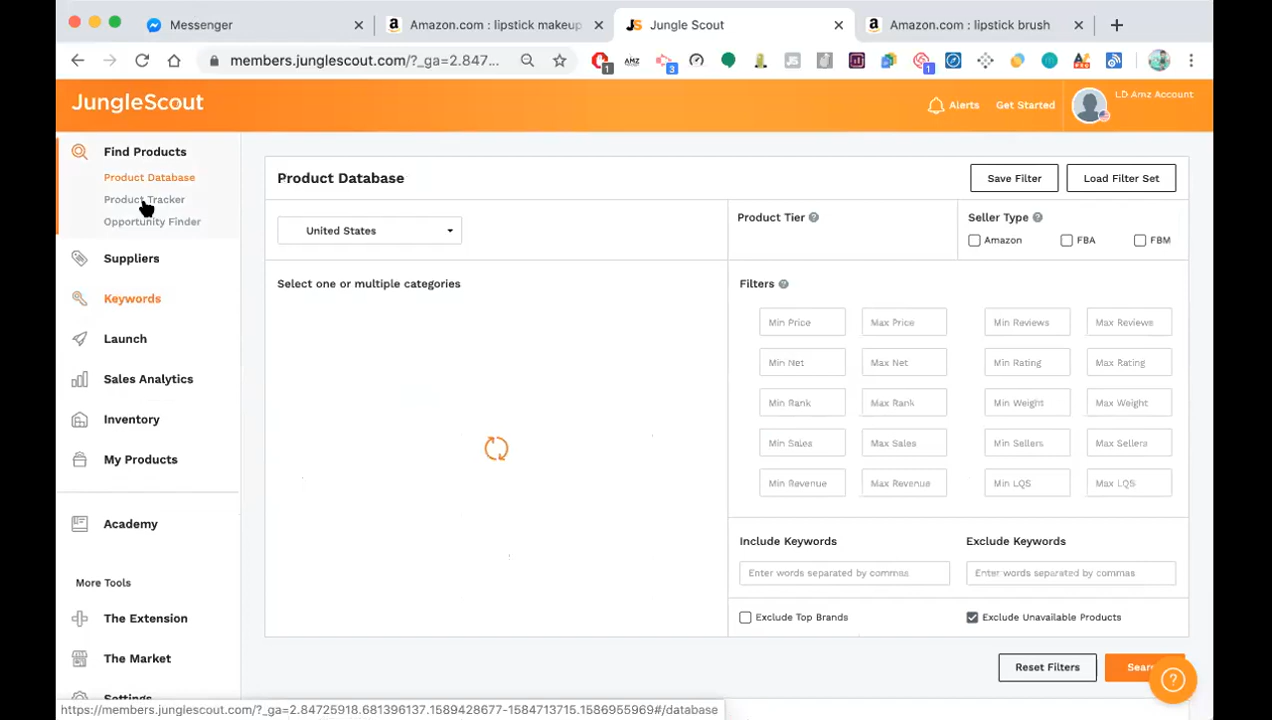 Messenger
Amazon.com : lipstick makeup
Jungle Scout
Amazon.com : lipstick brush
members.junglescout.com/?_ga=2.847...
JungleScout
Alerts
Get Started
LD Amz Account
Find Products
Product Database
Product Tracker
Opportunity Finder
Suppliers
Keywords
Launch
Sales Analytics
Inventory
My Products
Academy
More Tools
The Extension
The Market
Settings
Product Database
Save Filter
Load Filter Set
United States
Product Tier
Seller Type
Amazon
FBA
FBM
Select one or multiple categories
Filters
Min Price
Max Price
Min Reviews
Max Reviews
Min Net
Max Net
Min Rating
Max Rating
Min Rank
Max Rank
Min Weight
Max Weight
Min Sales
Max Sales
Min Sellers
Max Sellers
Min Revenue
Max Revenue
Min LQS
Max LQS
Include Keywords
Exclude Keywords
Enter words separated by commas
Enter words separated by commas
Exclude Top Brands
Exclude Unavailable Products
Reset Filters
Sear
https://members.junglescout.com/?_ga=2.84725918.681396137.1589428677-1584713715.1586955969#/database